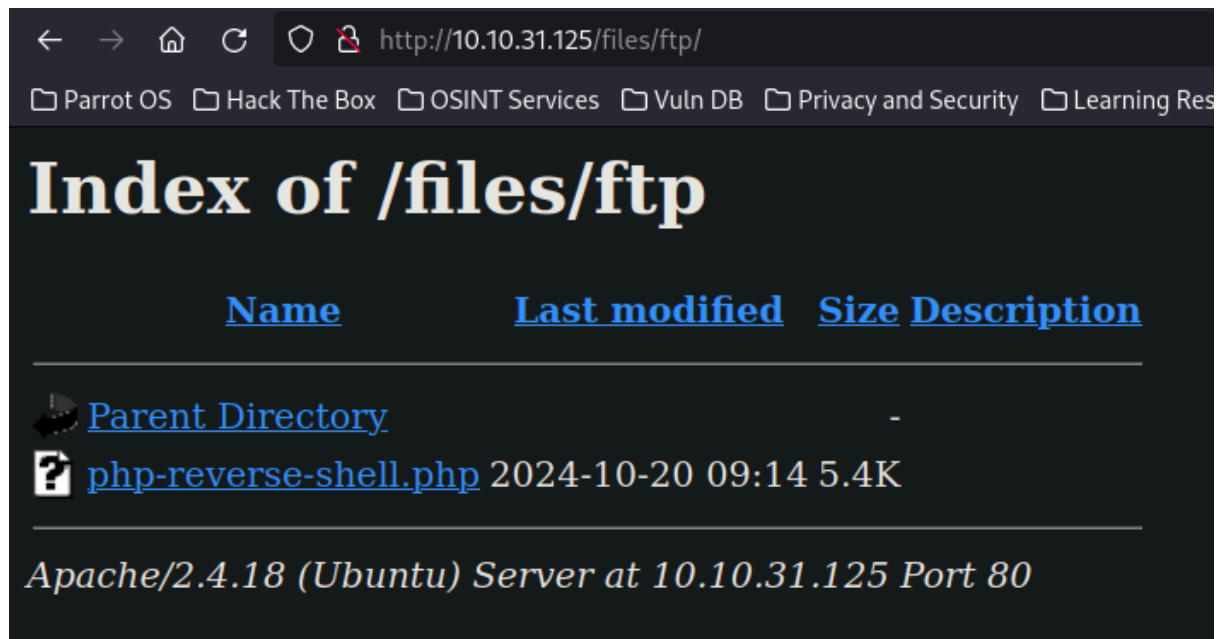 http://10.10.31.125/files/ftp/
Parrot OS Hack The Box OSINT Services Vuln DB Privacy and Security Learning Res
Index of /files/ftp
Name Last modified Size Description
Parent Directory -
php-reverse-shell.php 2024-10-20 09:14 5.4K
Apache/2.4.18 (Ubuntu) Server at 10.10.31.125 Port 80